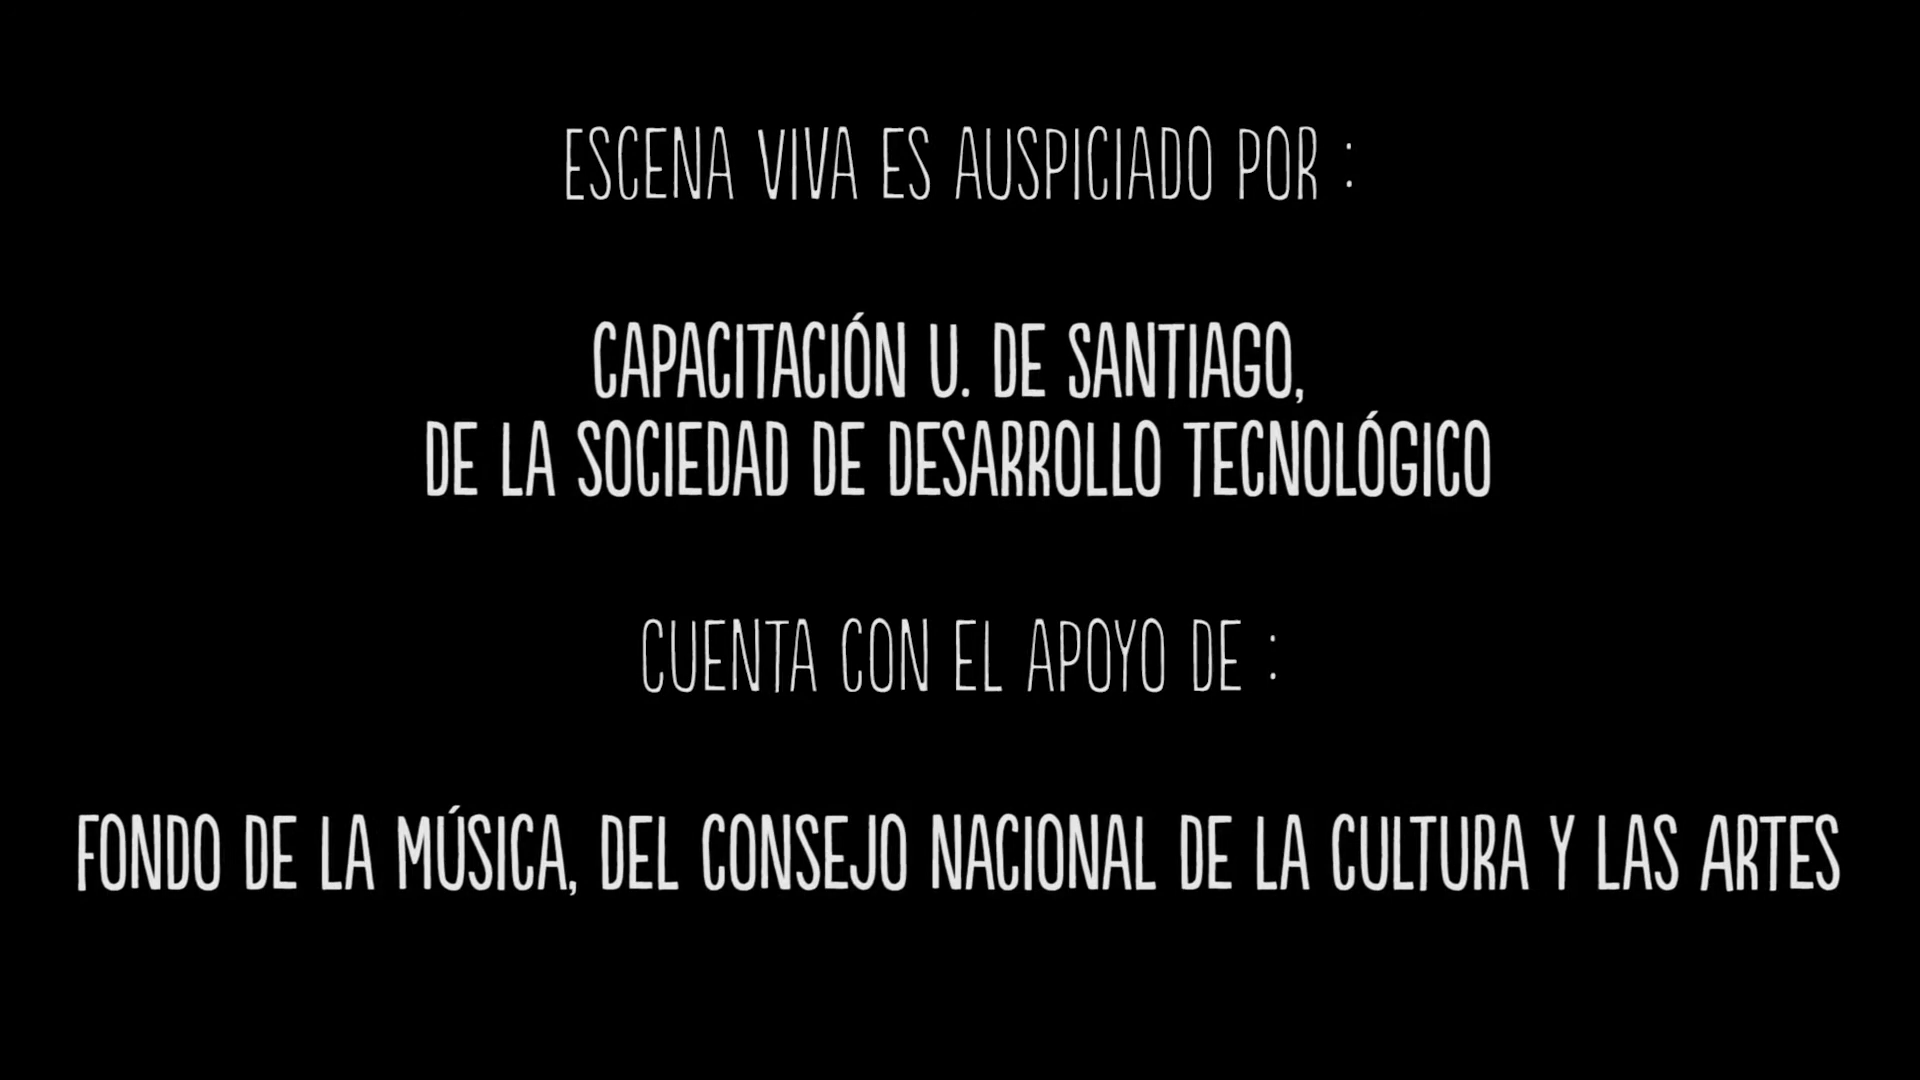 ESCENA VIVA ES AUSPICIADO POR :
CAPACITACIÓN U. DE SANTIAGO,
DE LA SOCIEDAD DE DESARROLLO TECNOLÓGICO
CUENTA CON EL APOYO DE :
FONDO DE LA MÚSICA, DEL CONSEJO NACIONAL DE LA CULTURA Y LAS ARTES